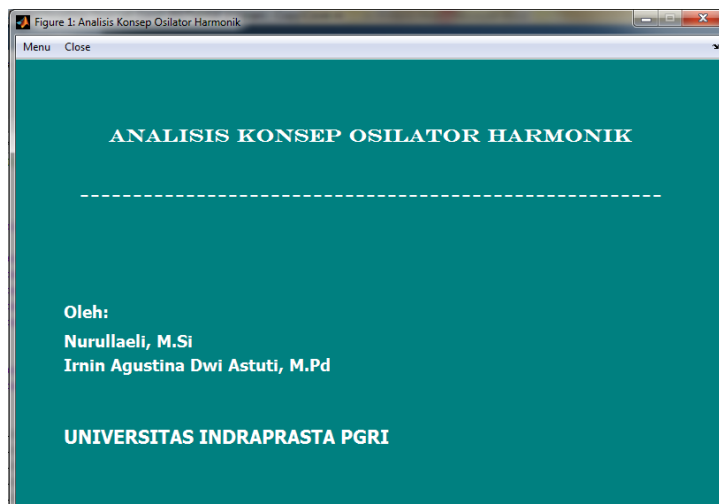 Figure 1: Analisis Konsep Osilator Harmonik
Menu Close
ANALISIS KONSEP OSILATOR HARMONIK
-------------------------------------------------------
Oleh:
Nurullaeli, M.Si
Irnin Agustina Dwi Astuti, M.Pd
UNIVERSITAS INDRAPRASTA PGRI